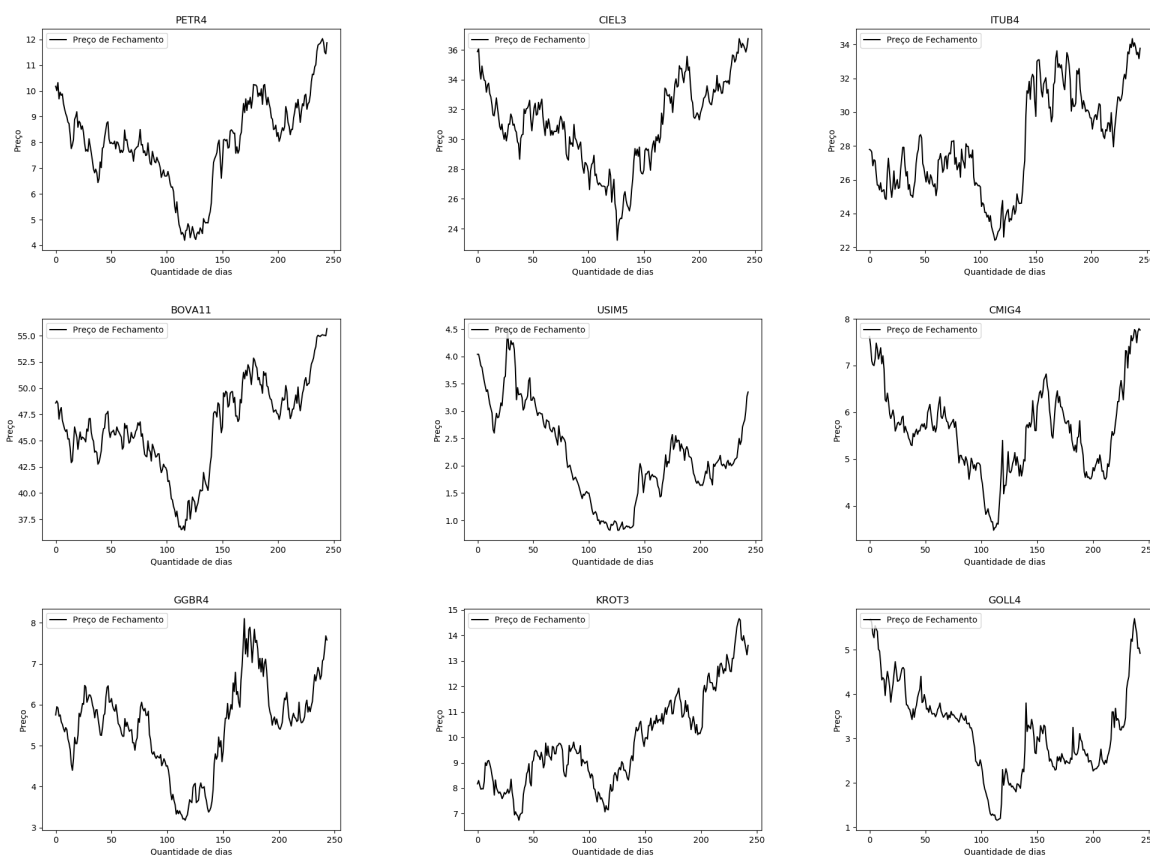 PETR4
12
11
10
9
8
7
6
5
4
Preço
Preço de Fechamento
0 50 100 150 200 250
Quantidade de dias
CIEL3
36
34
32
30
28
26
24
Preço
Preço de Fechamento
0 50 100 150 200 250
Quantidade de dias
ITUB4
34
32
30
28
26
24
22
Preço
Preço de Fechamento
0 50 100 150 200
Quantidade de dias
BOVA11
55.0
52.5
50.0
47.5
45.0
42.5
40.0
37.5
Preço
Preço de Fechamento
0 50 100 150 200 250
Quantidade de dias
USIM5
4.5
4.0
3.5
3.0
2.5
2.0
1.5
1.0
Preço
Preço de Fechamento
0 50 100 150 200 250
Quantidade de dias
CMIG4
8
7
6
5
4
Preço
Preço de Fechamento
0 50 100 150 200
Quantidade de dias
GGBR4
8
7
6
5
4
3
Preço
Preço de Fechamento
0 50 100 150 200 250
Quantidade de dias
KROT3
15
14
13
12
11
10
9
8
7
Preço
Preço de Fechamento
0 50 100 150 200 250
Quantidade de dias
GOLL4
5
4
3
2
1
Preço
Preço de Fechamento
0 50 100 150 200
Quantidade de dias